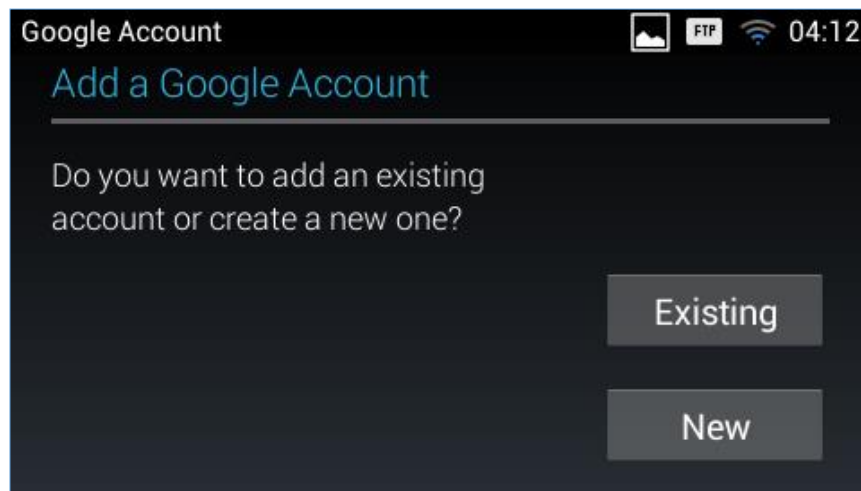 Google Account
FTP
04:12
Add a Google Account
Do you want to add an existing
account or create a new one?
Existing
New